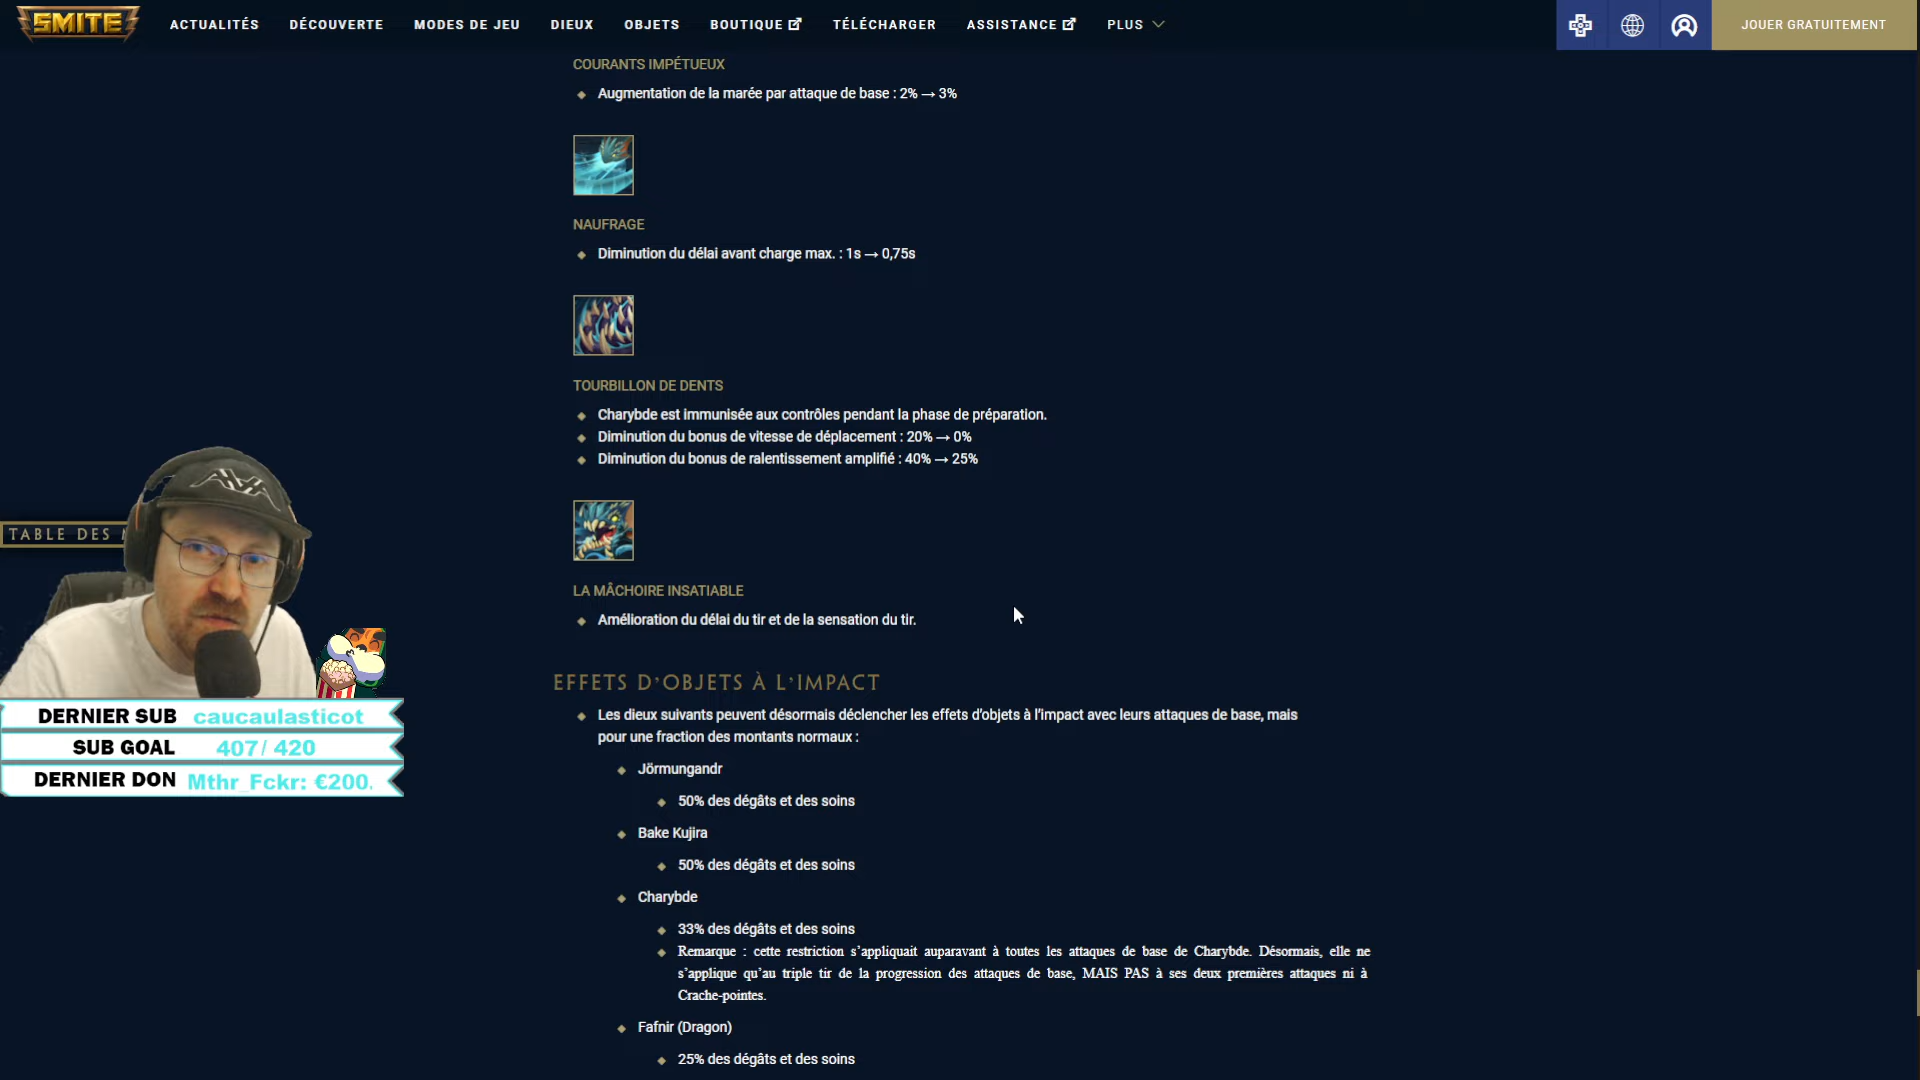 SMITE
ACTUALITÉS DÉCOUVERTE MODES DE JEU DIEUX OBJETS BOUTIQUE TÉLÉCHARGER ASSISTANCE PLUS JOUER GRATUITEMENT
COURANTS IMPÉTUEUX
Augmentation de la marée par attaque de base : 2% → 3%
NAUFRAGE
Diminution du délai avant charge max. : 1s → 0,75s
TOURBILLON DE DENTS
Charybde est immunisée aux contrôles pendant la phase de préparation.
Diminution du bonus de vitesse de déplacement : 20% → 0%
Diminution du bonus de ralentissement amplifié : 40% → 25%
TABLE DES
LA MÂCHOIRE INSATIABLE
Amélioration du délai du tir et de la sensation du tir.
EFFETS D'OBJETS À L'IMPACT
Les dieux suivants peuvent désormais déclencher les effets d'objets à l'impact avec leurs attaques de base, mais
pour une fraction des montants normaux :
Jörmungandr
50% des dégâts et des soins
Bake Kujira
50% des dégâts et des soins
Charybde
33% des dégâts et des soins
Remarque : cette restriction s'appliquait auparavant à toutes les attaques de base de Charybde. Désormais, elle ne
s'applique qu'au triple tir de la progression des attaques de base, MAIS PAS à ses deux premières attaques ni à
Crache-pointes.
Fafnir (Dragon)
25% des dégâts et des soins
DERNIER SUB caucaulasticot
SUB GOAL 407/ 420
DERNIER DON Mthr_Fckr: €200.